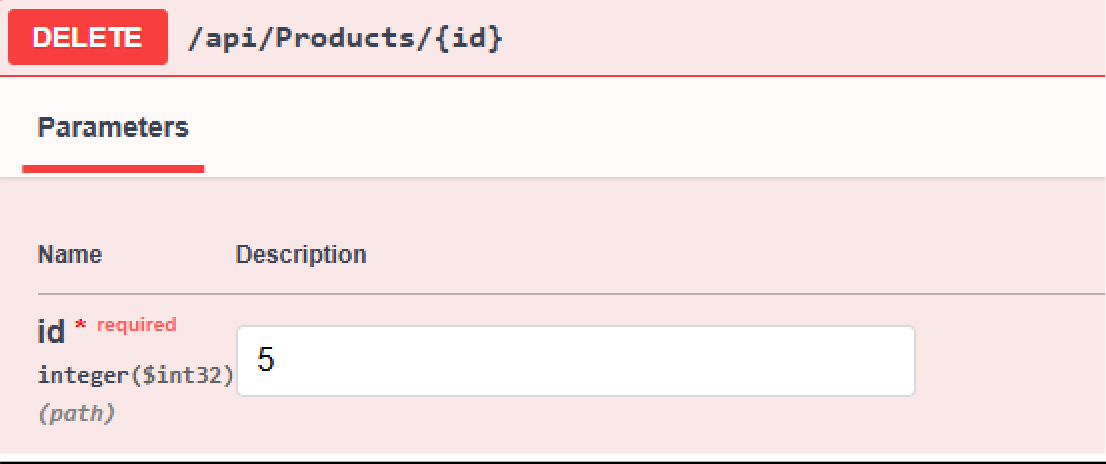 DELETE /api/Products/{id}
Parameters
Name Description
id * required
5
integer($int32)
(path)